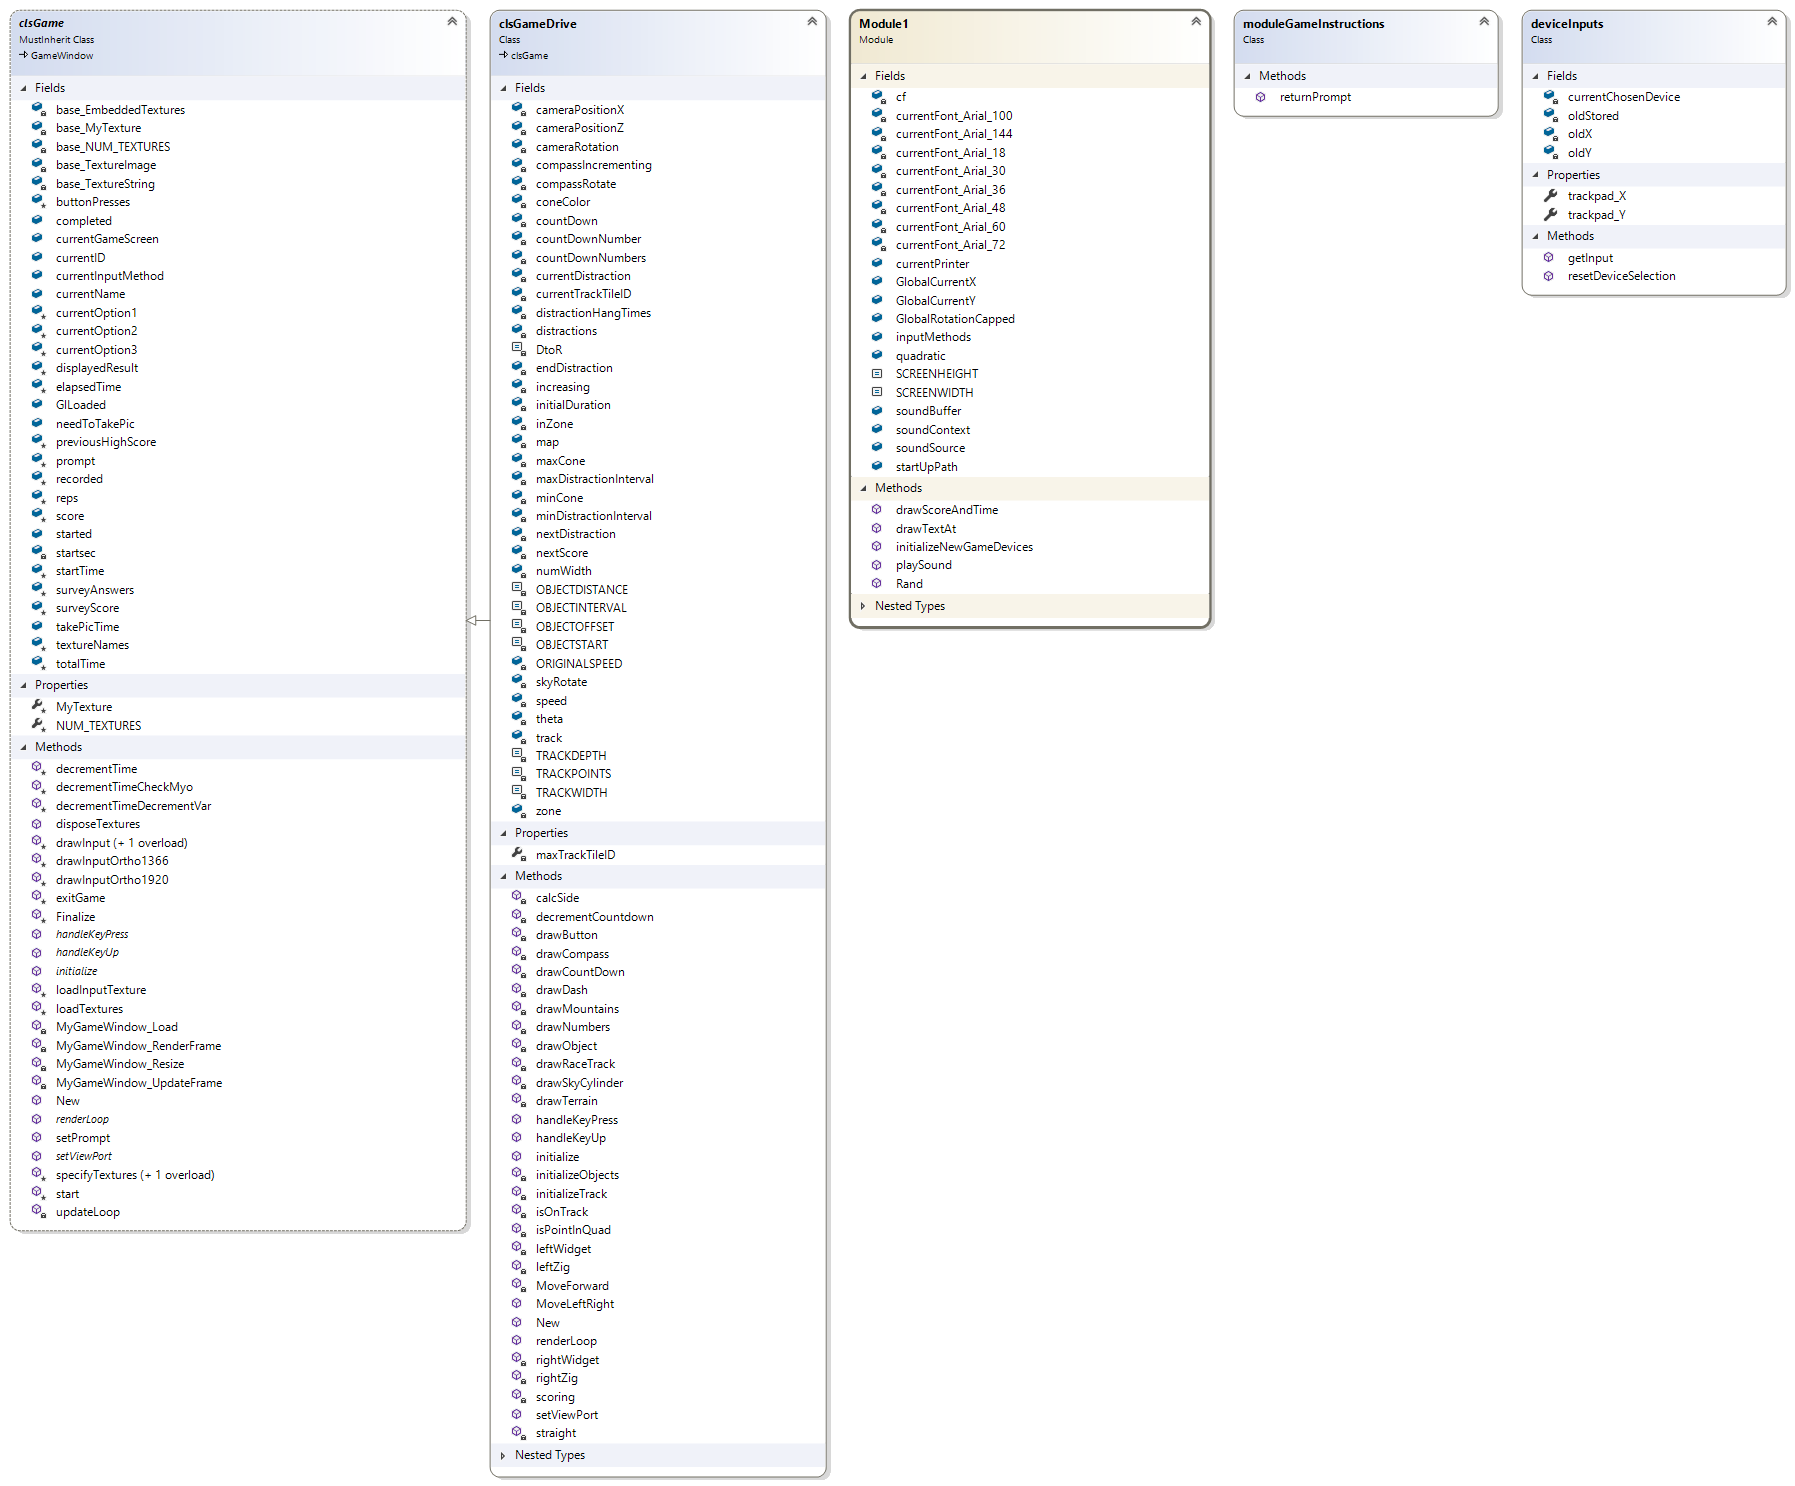 clsGame
MustInherit Class
GameWindow
Fields
base_EmbeddedTextures
base_MyTexture
base_NUM_TEXTURES
base_TextureImage
base_TextureString
buttonPresses
completed
currentGameScreen
currentID
currentInputMethod
currentName
currentOption1
currentOption2
currentOption3
displayedResult
elapsedTime
GlLoaded
needToTakePic
previousHighScore
prompt
recorded
reps
score
started
startsec
startTime
surveyAnswers
surveyScore
takePicTime
textureNames
totalTime
Properties
MyTexture
NUM_TEXTURES
Methods
decrementTime
decrementTimeCheckMyo
decrementTimeDecrementVar
disposeTextures
drawInput (+ 1 overload)
drawInputOrtho1366
drawInputOrtho1920
exitGame
Finalize
handleKeyPress
handleKeyUp
initialize
loadInputTexture
loadTextures
MyGameWindow_Load
MyGameWindow_RenderFrame
MyGameWindow_Resize
MyGameWindow_UpdateFrame
New
renderLoop
setPrompt
setViewPort
specifyTextures (+ 1 overload)
start
updateLoop
clsGameDrive
Class
clsGame
Fields
cameraPositionX
cameraPositionZ
cameraRotation
compassIncrementing
compassRotate
coneColor
countDown
countDownNumber
countDownNumbers
currentDistraction
currentTrackTileID
distractionHangTimes
distractions
DtoR
endDistraction
increasing
initialDuration
inZone
map
maxCone
maxDistractionInterval
minCone
minDistractionInterval
nextDistraction
nextScore
numWidth
OBJECTDISTANCE
OBJECTINTERVAL
OBJECTOFFSET
OBJECTSTART
ORIGINALSPEED
skyRotate
speed
theta
track
TRACKDEPTH
TRACKPOINTS
TRACKWIDTH
zone
Properties
maxTrackTileID
Methods
calcSide
decrementCountdown
drawButton
drawCompass
drawCountDown
drawDash
drawMountains
drawNumbers
drawObject
drawRaceTrack
drawSkyCylinder
drawTerrain
handleKeyPress
handleKeyUp
initialize
initializeObjects
initializeTrack
isOnTrack
isPointInQuad
leftWidget
leftZig
MoveForward
MoveLeftRight
New
renderLoop
rightWidget
rightZig
scoring
setViewPort
straight
Nested Types
Module1
Module
Fields
cf
currentFont_Arial_100
currentFont_Arial_144
currentFont_Arial_18
currentFont_Arial_30
currentFont_Arial_36
currentFont_Arial_48
currentFont_Arial_60
currentFont_Arial_72
currentPrinter
GlobalCurrentX
GlobalCurrentY
GlobalRotationCapped
inputMethods
quadratic
SCREENHEIGHT
SCREENWIDTH
soundBuffer
soundContext
soundSource
startUpPath
Methods
drawScoreAndTime
drawTextAt
initializeNewGameDevices
playSound
Rand
Nested Types
moduleGameInstructions
Class
Methods
returnPrompt
deviceInputs
Class
Fields
currentChosenDevice
oldStored
oldX
oldY
Properties
trackpad_X
trackpad_Y
Methods
getInput
resetDeviceSelection